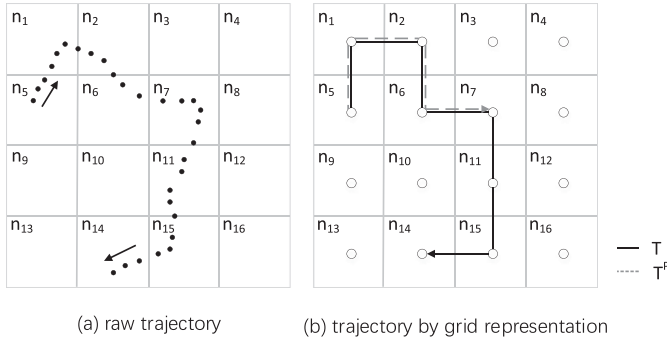 n1 n2 n3 n4
n5 n6 n7 n8
n9 n10 n11 n12
n13 n14 n15 n16
n1 n2 n3 n4
n5 n6 n7 n8
n9 n10 n11 n12
n13 n14 n15 n16
T
(a) raw trajectory
(b) trajectory by grid representation